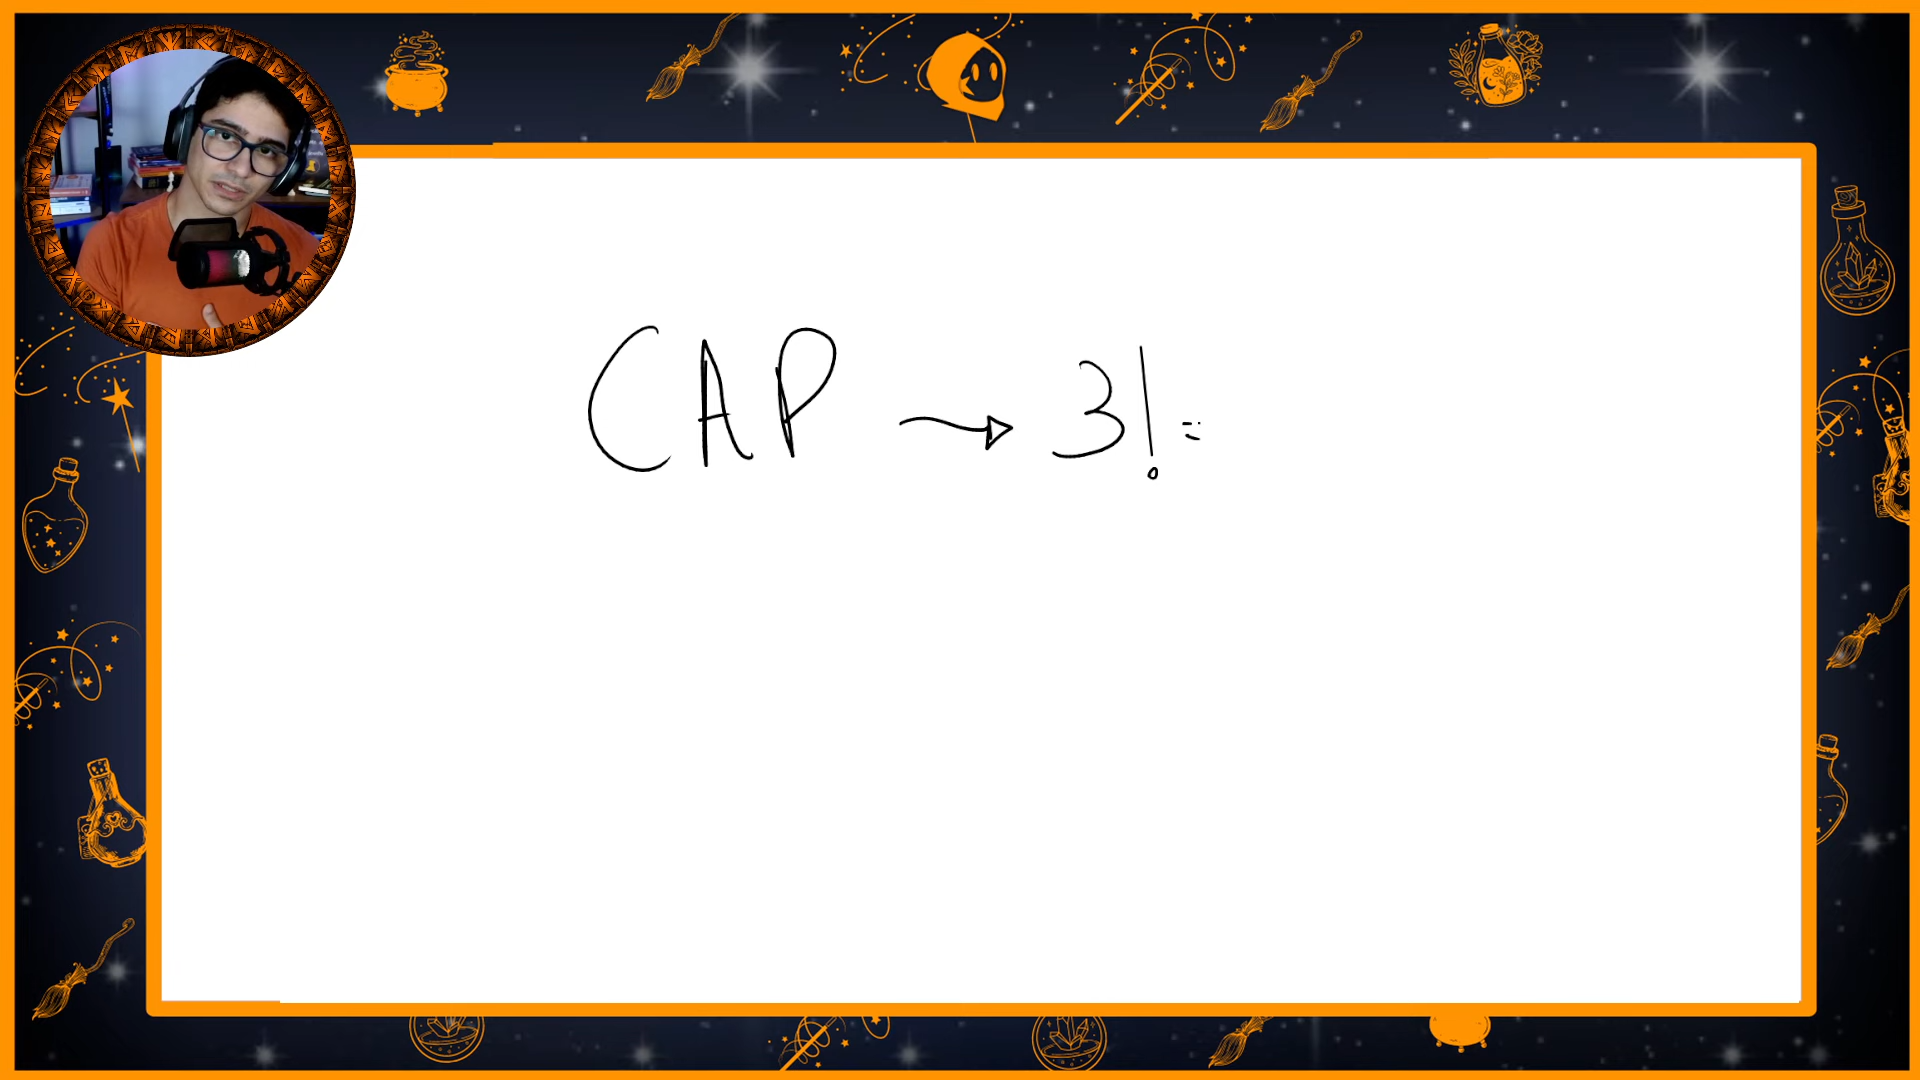 CAP → 3! =